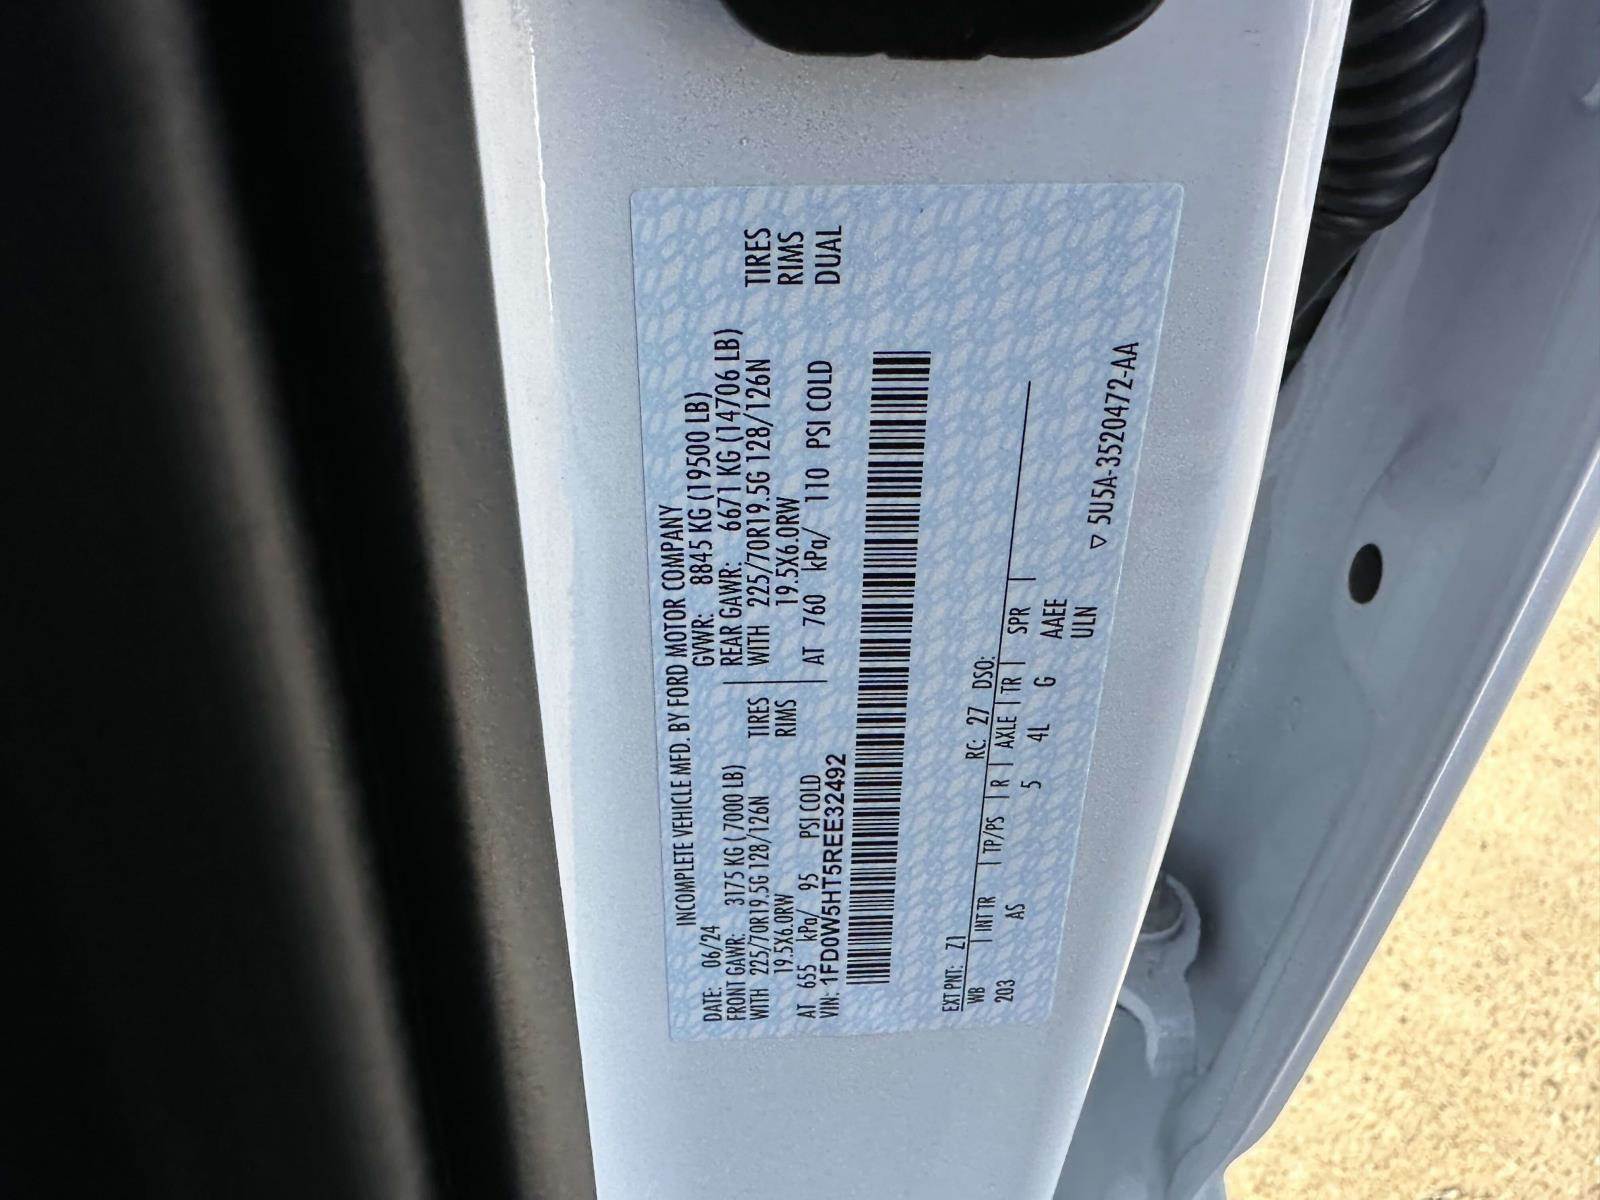 INCOMPLETE VEHICLE MFD. BY FORD MOTOR COMPANY
DATE: 06/24 GVWR: 8845 KG (19500 LB)
FRONT GAWR: 3175 KG (7000 LB) REAR GAWR: 6671 KG (14706 LB)
WITH 225/70R19.5G 128/126N TIRES WITH 225/70R19.5G 128/126N TIRES
19.5X6.0RW RIMS 19.5X6.0RW RIMS
AT 655 kPa/ 95 PSI COLD AT 760 kPa/ 110 PSI COLD DUAL
VIN: 1FD0W5HT5REE32492
EXT PNT: Z1 RC: 27 DSO:
WB INT TR TP/PS R AXLE TR SPR
203 AS 5 4L G AAEE
ULN
▽ 5U5A-3520472-AA